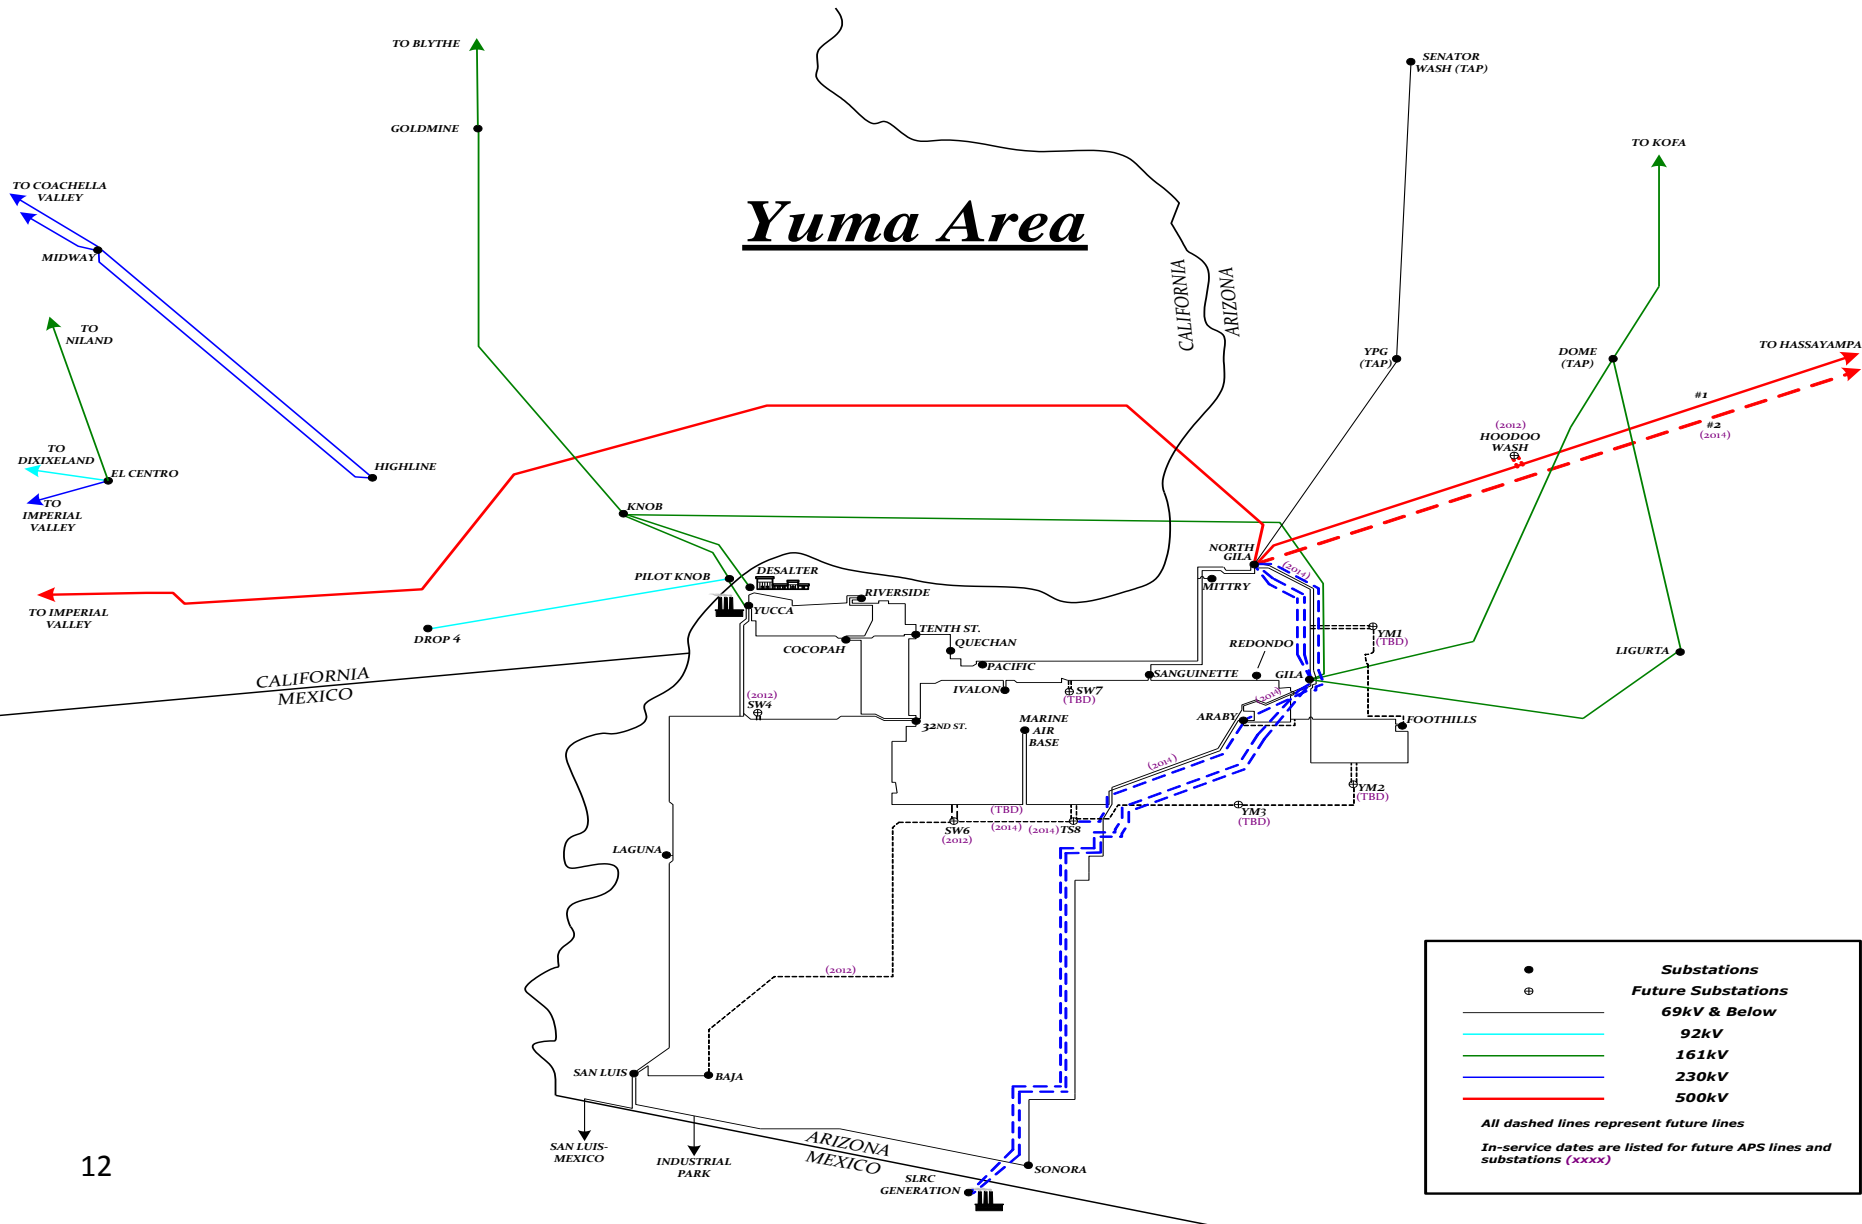 TO BLYTHE
GOLDMINE
SENATOR
WASH (TAP)
TO KOFA
TO COACHELLA
VALLEY
MIDWAY
Yuma Area
CALIFORNIA
ARIZONA
TO
NILAND
YPG
(TAP)
DOME
(TAP)
TO HASSAYAMPA
#1
#2
(2014)
(2012)
HOODOO
WASH
TO
DIXIXELAND
EL CENTRO
HIGHLINE
TO
IMPERIAL
VALLEY
KNOB
NORTH
GILA
(2014)
MITTRY
PILOT KNOB
DESALTER
YUCCA
RIVERSIDE
TO IMPERIAL
VALLEY
DROP 4
TENTH ST.
QUECHAN
COCOPAH
PACIFIC
REDONDO
YM1
(TBD)
LIGURTA
SANGUINETTE
GILA
CALIFORNIA
MEXICO
(2012)
SW4
IVALON
SW7
(TBD)
(2014)
ARABY
FOOTHILLS
32ND ST.
MARINE
AIR
BASE
(2014)
YM2
(TBD)
(TBD)
YM3
(TBD)
SW6
(2012)
(2014)
(2014)
TS8
LAGUNA
(2012)
SAN LUIS
BAJA
SAN LUIS-
MEXICO
INDUSTRIAL
PARK
ARIZONA
MEXICO
SONORA
SLRC
GENERATION
Substations
Future Substations
69kV & Below
92kV
161kV
230kV
500kV
All dashed lines represent future lines
In-service dates are listed for future APS lines and
substations (xxxx)
12